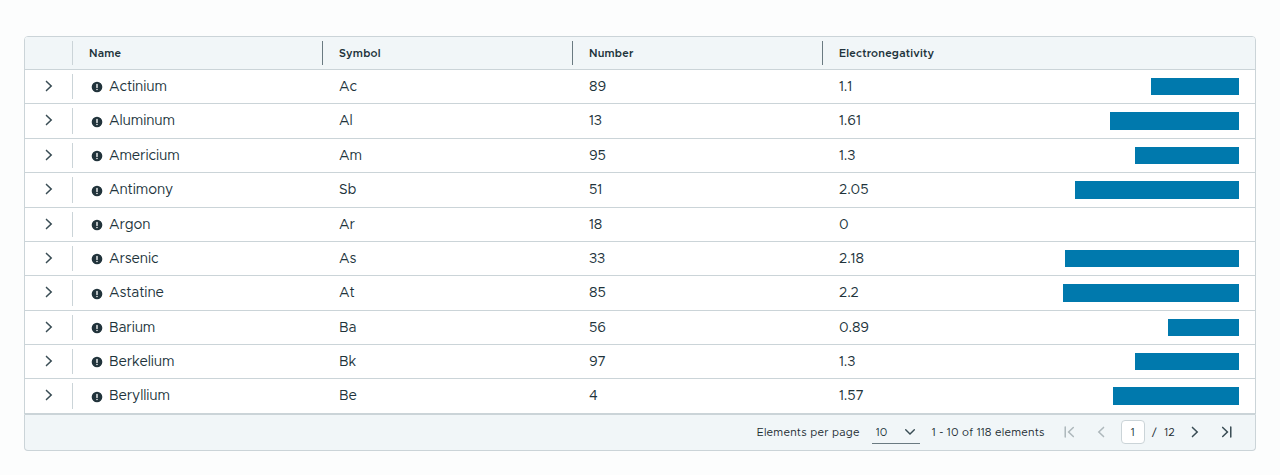 Name Symbol Number Electronegativity
Actinium Ac 89 1.1
Aluminum Al 13 1.61
Americium Am 95 1.3
Antimony Sb 51 2.05
Argon Ar 18 0
Arsenic As 33 2.18
Astatine At 85 2.2
Barium Ba 56 0.89
Berkelium Bk 97 1.3
Beryllium Be 4 1.57
Elements per page 10 1 - 10 of 118 elements 1 / 12